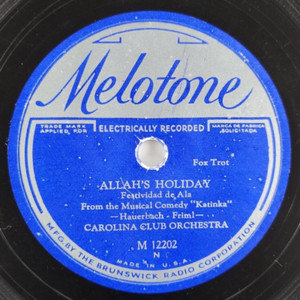 Melotone
TRADE MARK
APPLIED FOR
ELECTRICALLY RECORDED
MARCA DE FABRICA
SOLICITADA
Fox Trot
ALLAH'S HOLIDAY
Festividad de Ala
From the Musical Comedy "Katinka"
—Hauerbach - Friml—
CAROLINA CLUB ORCHESTRA
M 12202
N
MADE IN U.S.A.
MFG. BY THE BRUNSWICK RADIO CORPORATION